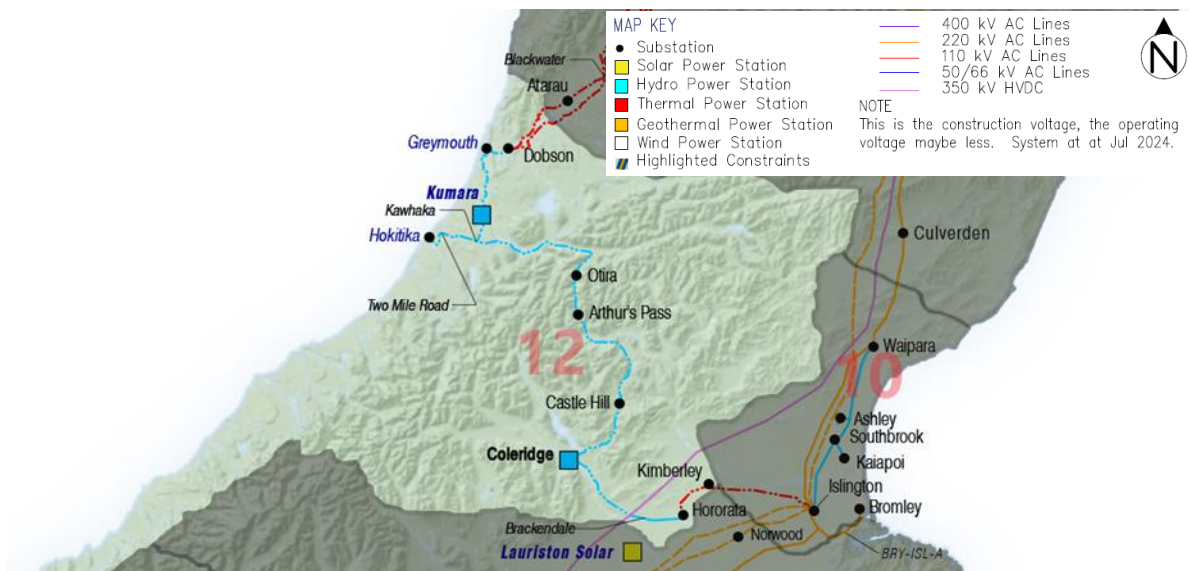 MAP KEY
Substation
Solar Power Station
Hydro Power Station
Thermal Power Station
Geothermal Power Station
Wind Power Station
Highlighted Constraints
400 kV AC Lines
220 kV AC Lines
110 kV AC Lines
50/66 kV AC Lines
350 kV HVDC
NOTE
This is the construction voltage, the operating
voltage maybe less. System at at Jul 2024.
N
Blackwater
Atarau
Greymouth
Dobson
Kumara
Kawhaka
Hokitika
Culverden
Otira
Two Mile Road
Arthur's Pass
12
Waipara
10
Castle Hill
Ashley
Southbrook
Coleridge
Kaiapoi
Kimberley
Islington
Hororata
Bromley
Brackendale
Norwood
Lauriston Solar
BRY-ISL-A